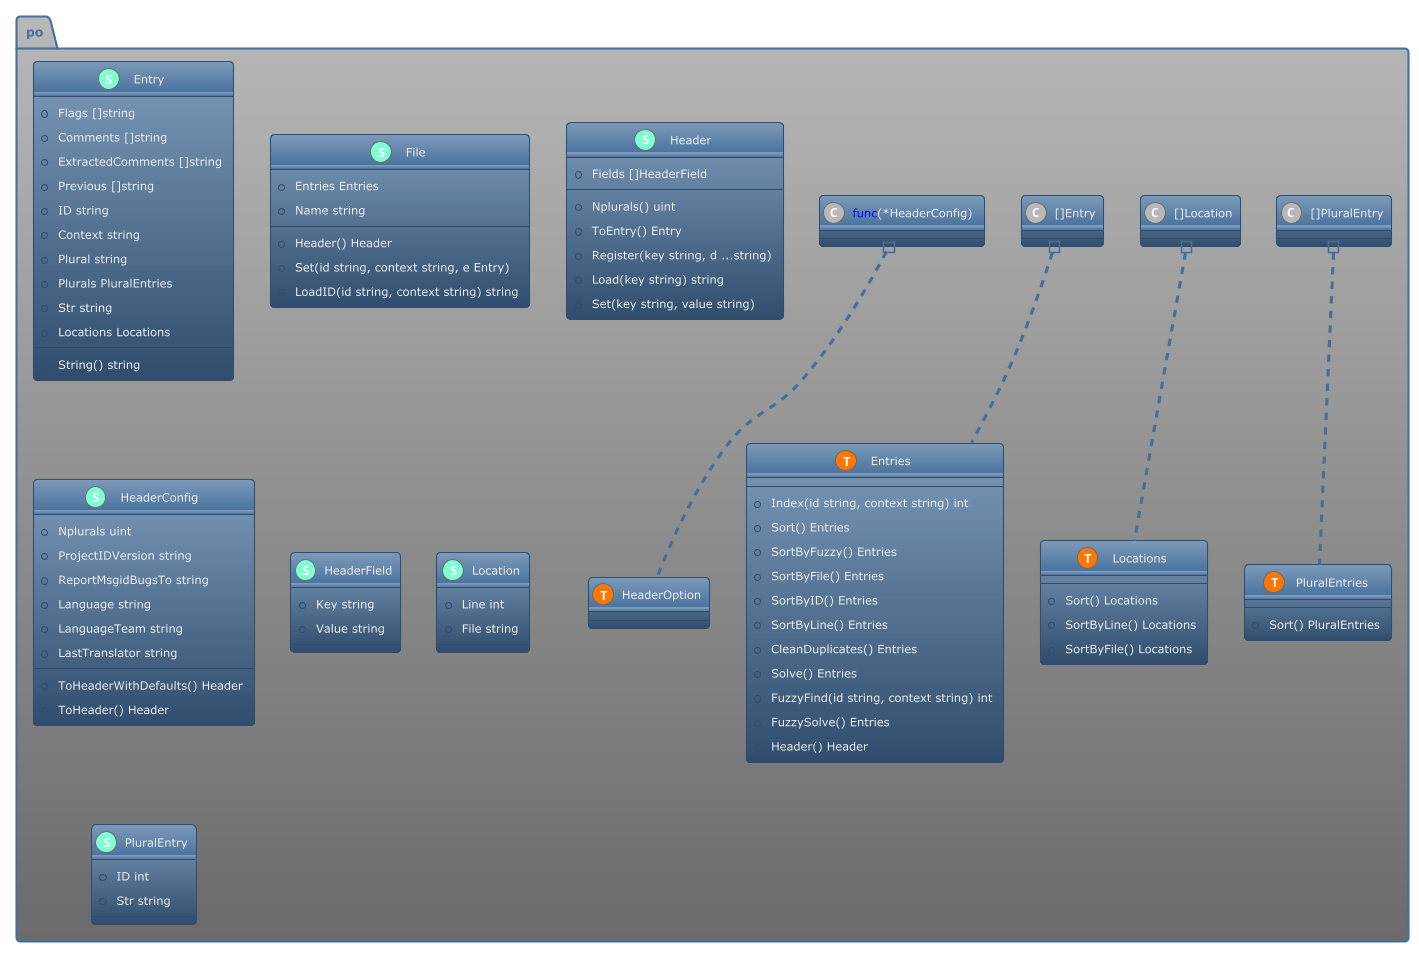 po
S Entry
Flags []string
Comments []string
ExtractedComments []string
Previous []string
ID string
Context string
Plural string
Plurals PluralEntries
Str string
Locations Locations
String() string
S File
Entries Entries
Name string
Header() Header
Set(id string, context string, e Entry)
LoadID(id string, context string) string
S Header
Fields []HeaderField
Nplurals() uint
ToEntry() Entry
Register(key string, d ...string)
Load(key string) string
Set(key string, value string)
C func(*HeaderConfig)
C []Entry
C []Location
C []PluralEntry
S HeaderConfig
Nplurals uint
ProjectIDVersion string
ReportMsgidBugsTo string
Language string
LanguageTeam string
LastTranslator string
ToHeaderWithDefaults() Header
ToHeader() Header
S HeaderField
Key string
Value string
S Location
Line int
File string
T HeaderOption
T Entries
Index(id string, context string) int
Sort() Entries
SortByFuzzy() Entries
SortByFile() Entries
SortByID() Entries
SortByLine() Entries
CleanDuplicates() Entries
Solve() Entries
FuzzyFind(id string, context string) int
FuzzySolve() Entries
Header() Header
T Locations
Sort() Locations
SortByLine() Locations
SortByFile() Locations
T PluralEntries
Sort() PluralEntries
S PluralEntry
ID int
Str string